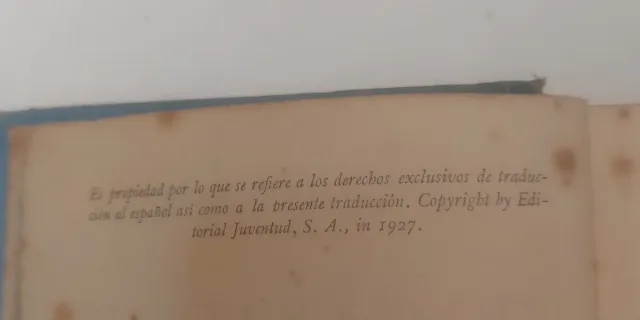 Es propiedad por lo que se refiere a los derechos exclusivos de traduc-
ción al español así como a la presente traducción. Copyright by Edi-
torial Juventud, S. A., in 1927.